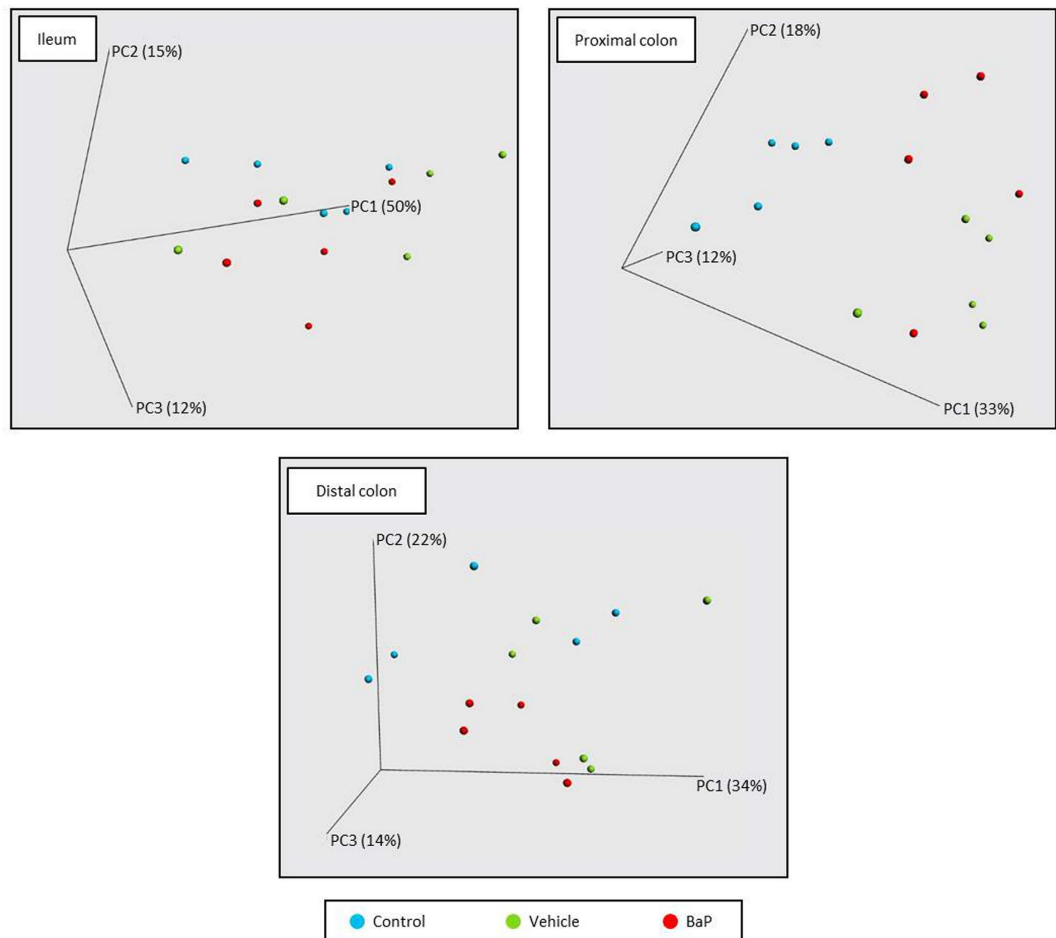 Ileum
PC2 (15%)
PC1 (50%)
PC3 (12%)
Proximal colon
PC2 (18%)
PC3 (12%)
PC1 (33%)
Distal colon
PC2 (22%)
PC1 (34%)
PC3 (14%)
Control Vehicle BaP